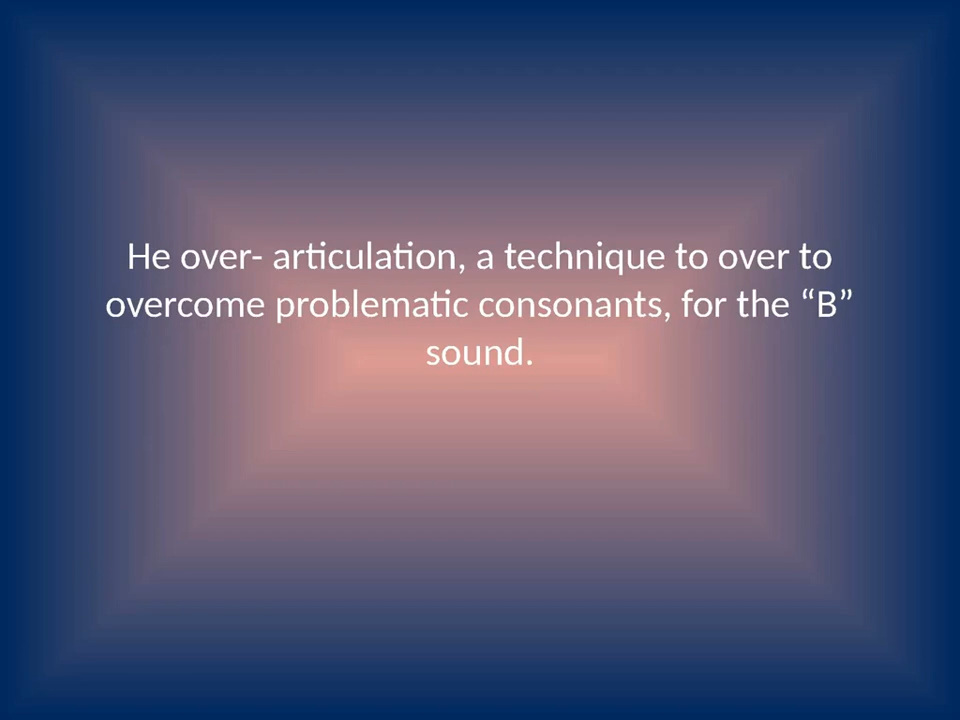 He over- articulation, a technique to over to
overcome problematic consonants, for the “B”
sound.